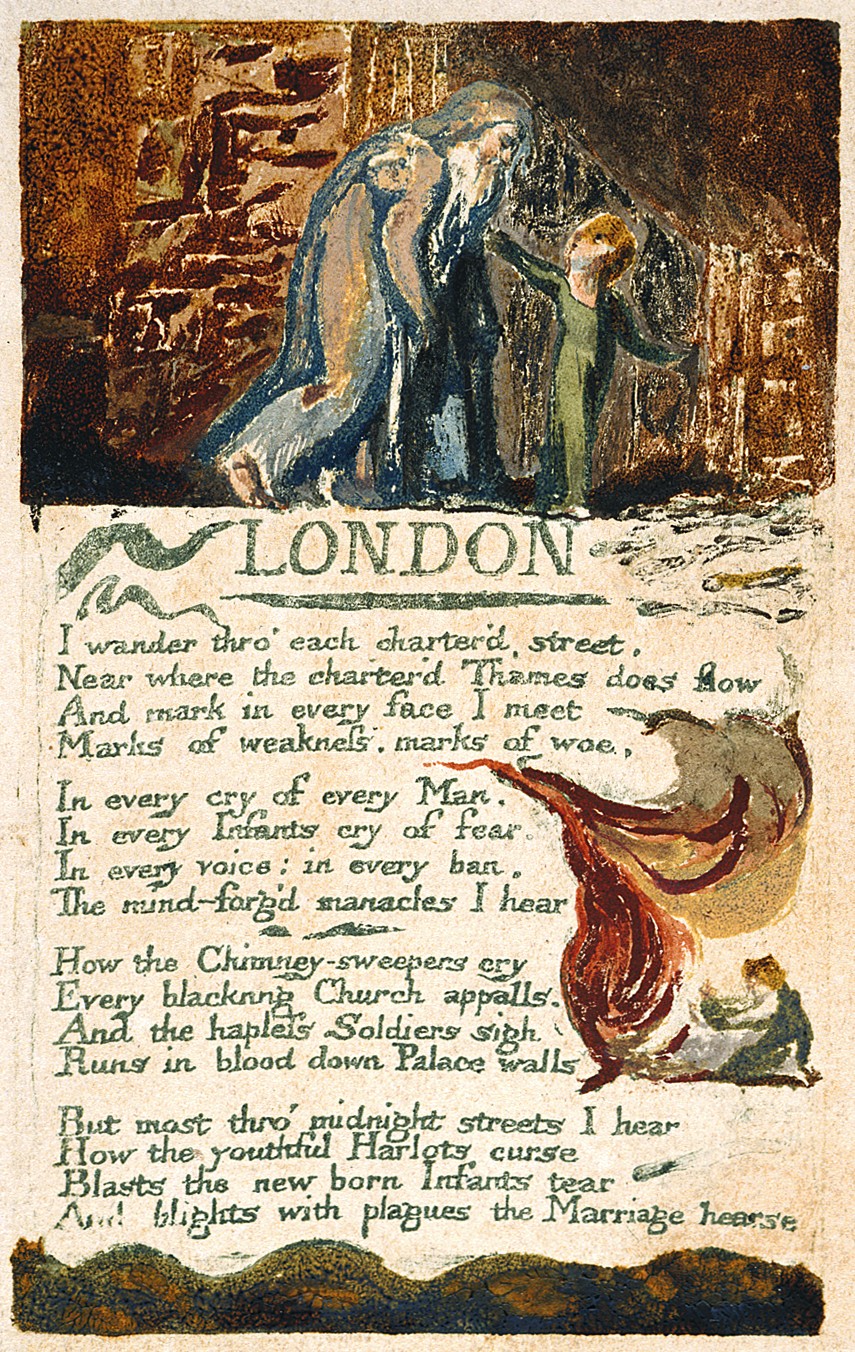 LONDON
I wander thro' each charter'd street,
Near where the charter'd Thames does flow
And mark in every face I meet
Marks of weakneſs, marks of woe,
In every cry of every Man,
In every Infants cry of fear,
In every voice: in every ban,
The mind-forg'd manacles I hear
How the Chimney-sweepers cry
Every blackning Church appalls,
And the hapleſs Soldiers sigh
Runs in blood down Palace walls
But most thro' midnight streets I hear
How the youthful Harlots curse
Blasts the new born Infants tear
And blights with plagues the Marriage hearse